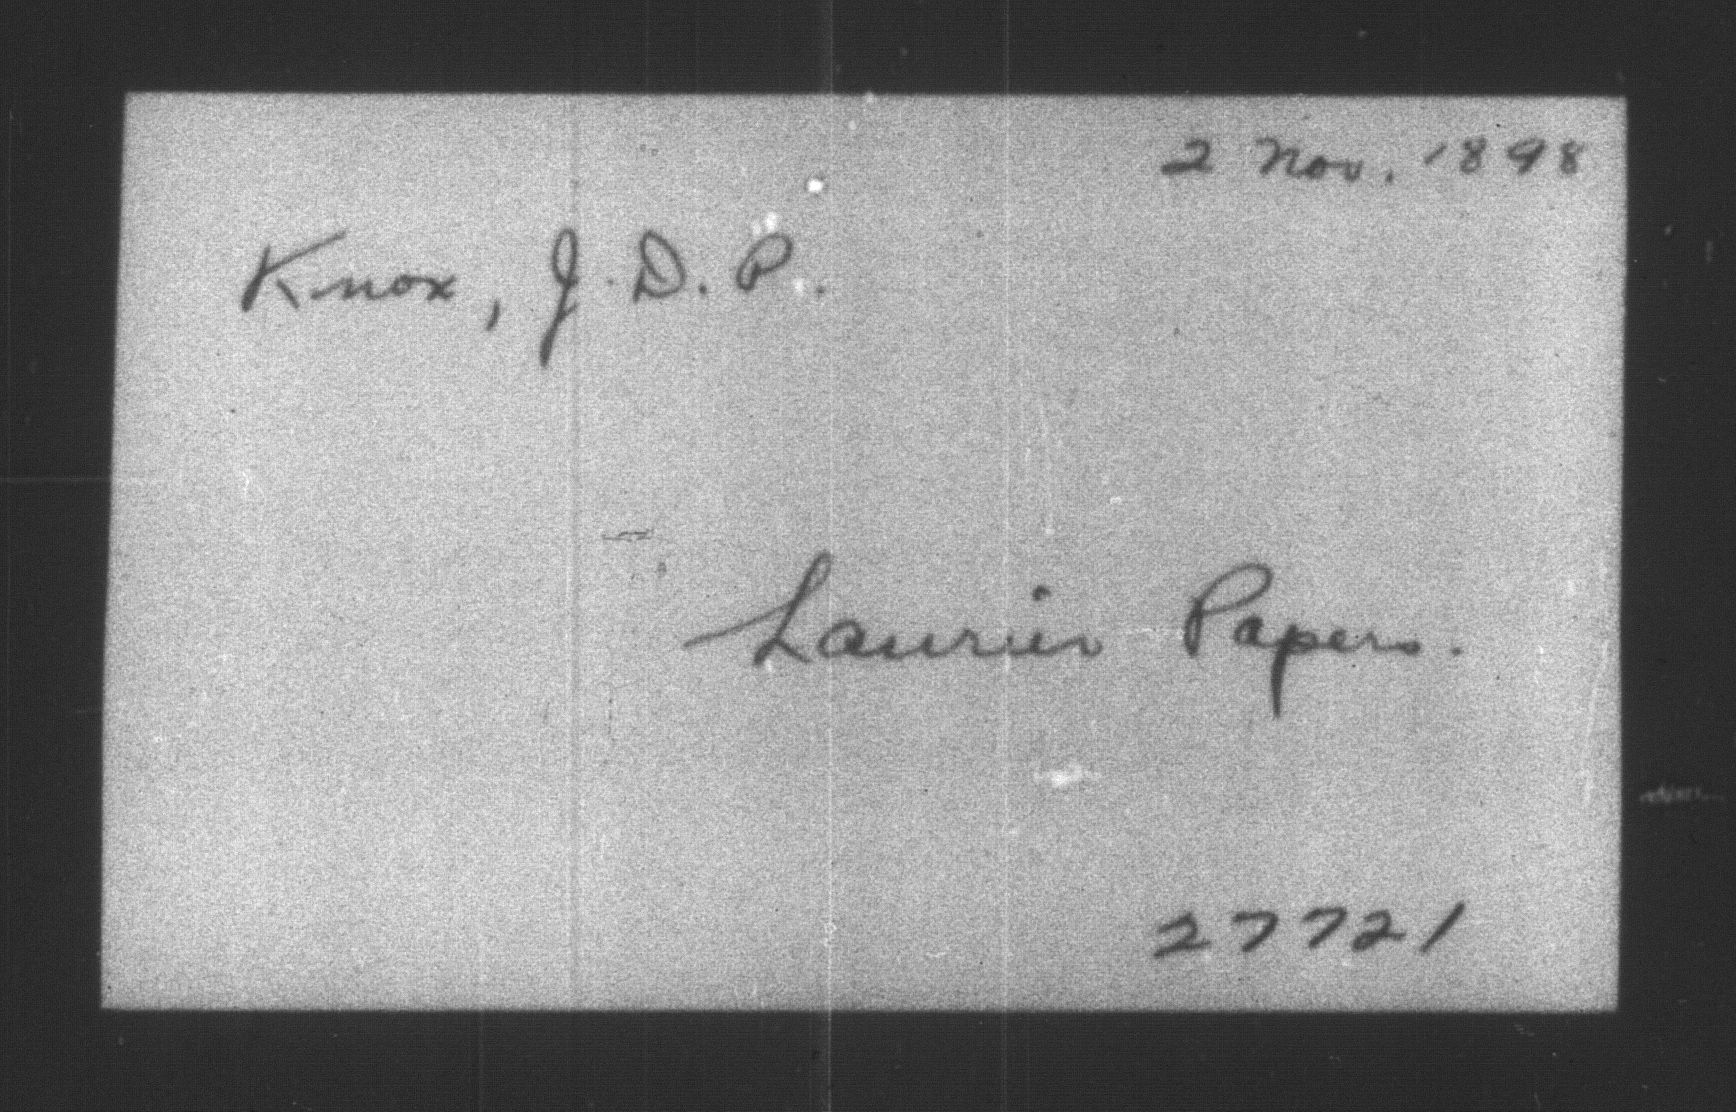 2 Nov. 1898
Knox, J. D. P.
Laurier Papers.
27721